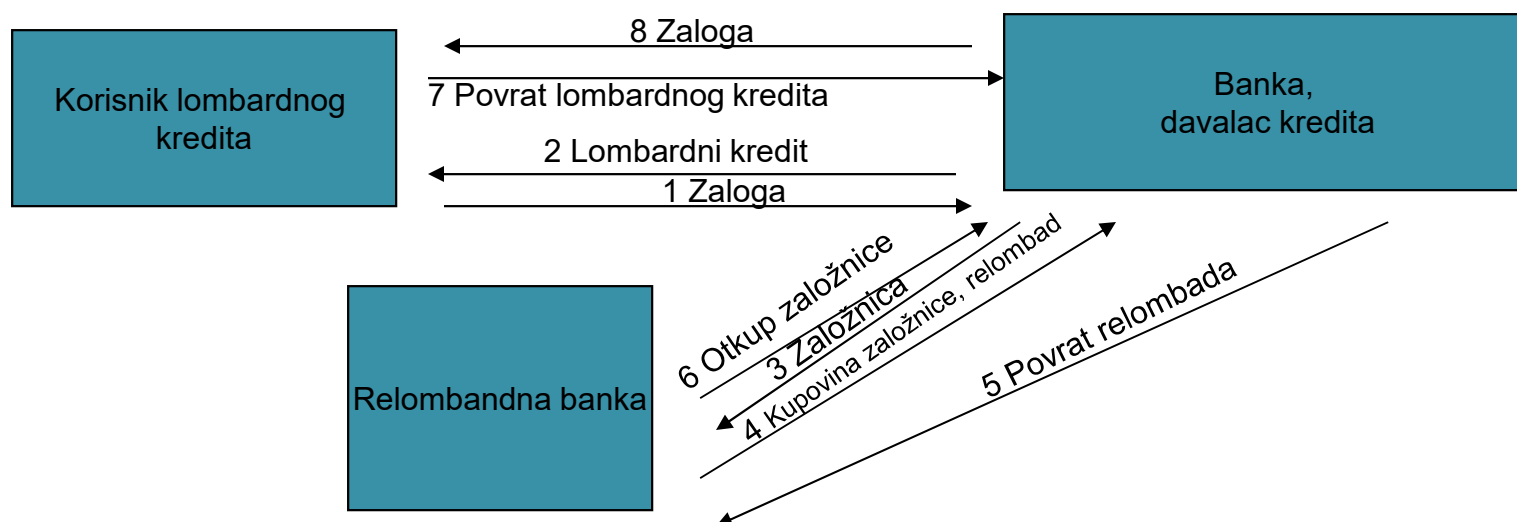 8 Zaloga
Korisnik lombardnog
kredita
7 Povrat lombardnog kredita
Banka,
davalac kredita
2 Lombardni kredit
1 Zaloga
6 Otkup založnice
3 Založnica
4 Kupovina založnice, relombad
5 Povrat relombada
Relombandna banka